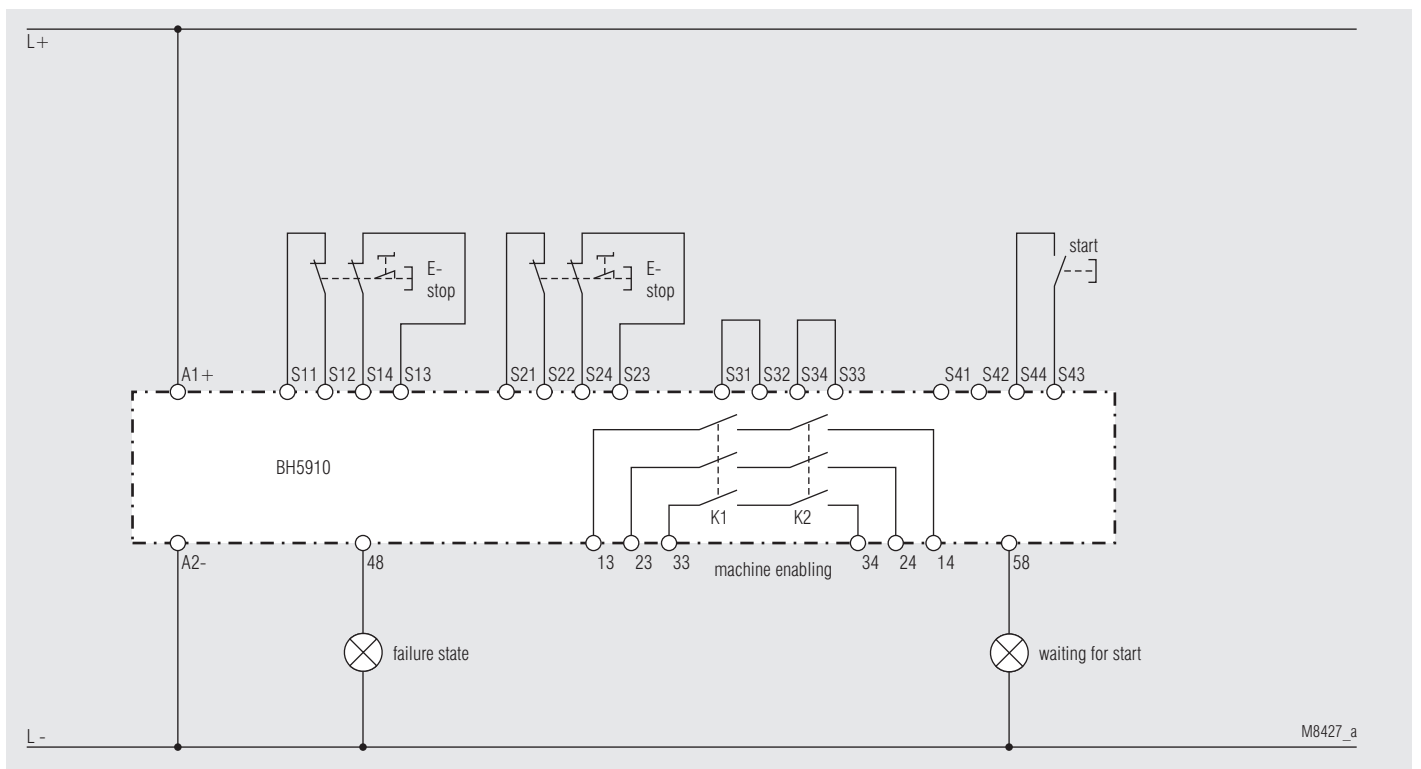 L+
start
E-
stop
E-
stop
A1+
S11
S12
S14
S13
S21
S22
S24
S23
S31
S32
S34
S33
S41
S42
S44
S43
BH5910
K1
K2
A2-
48
13
23
33
machine enabling
34
24
14
58
failure state
waiting for start
L -
M8427_a